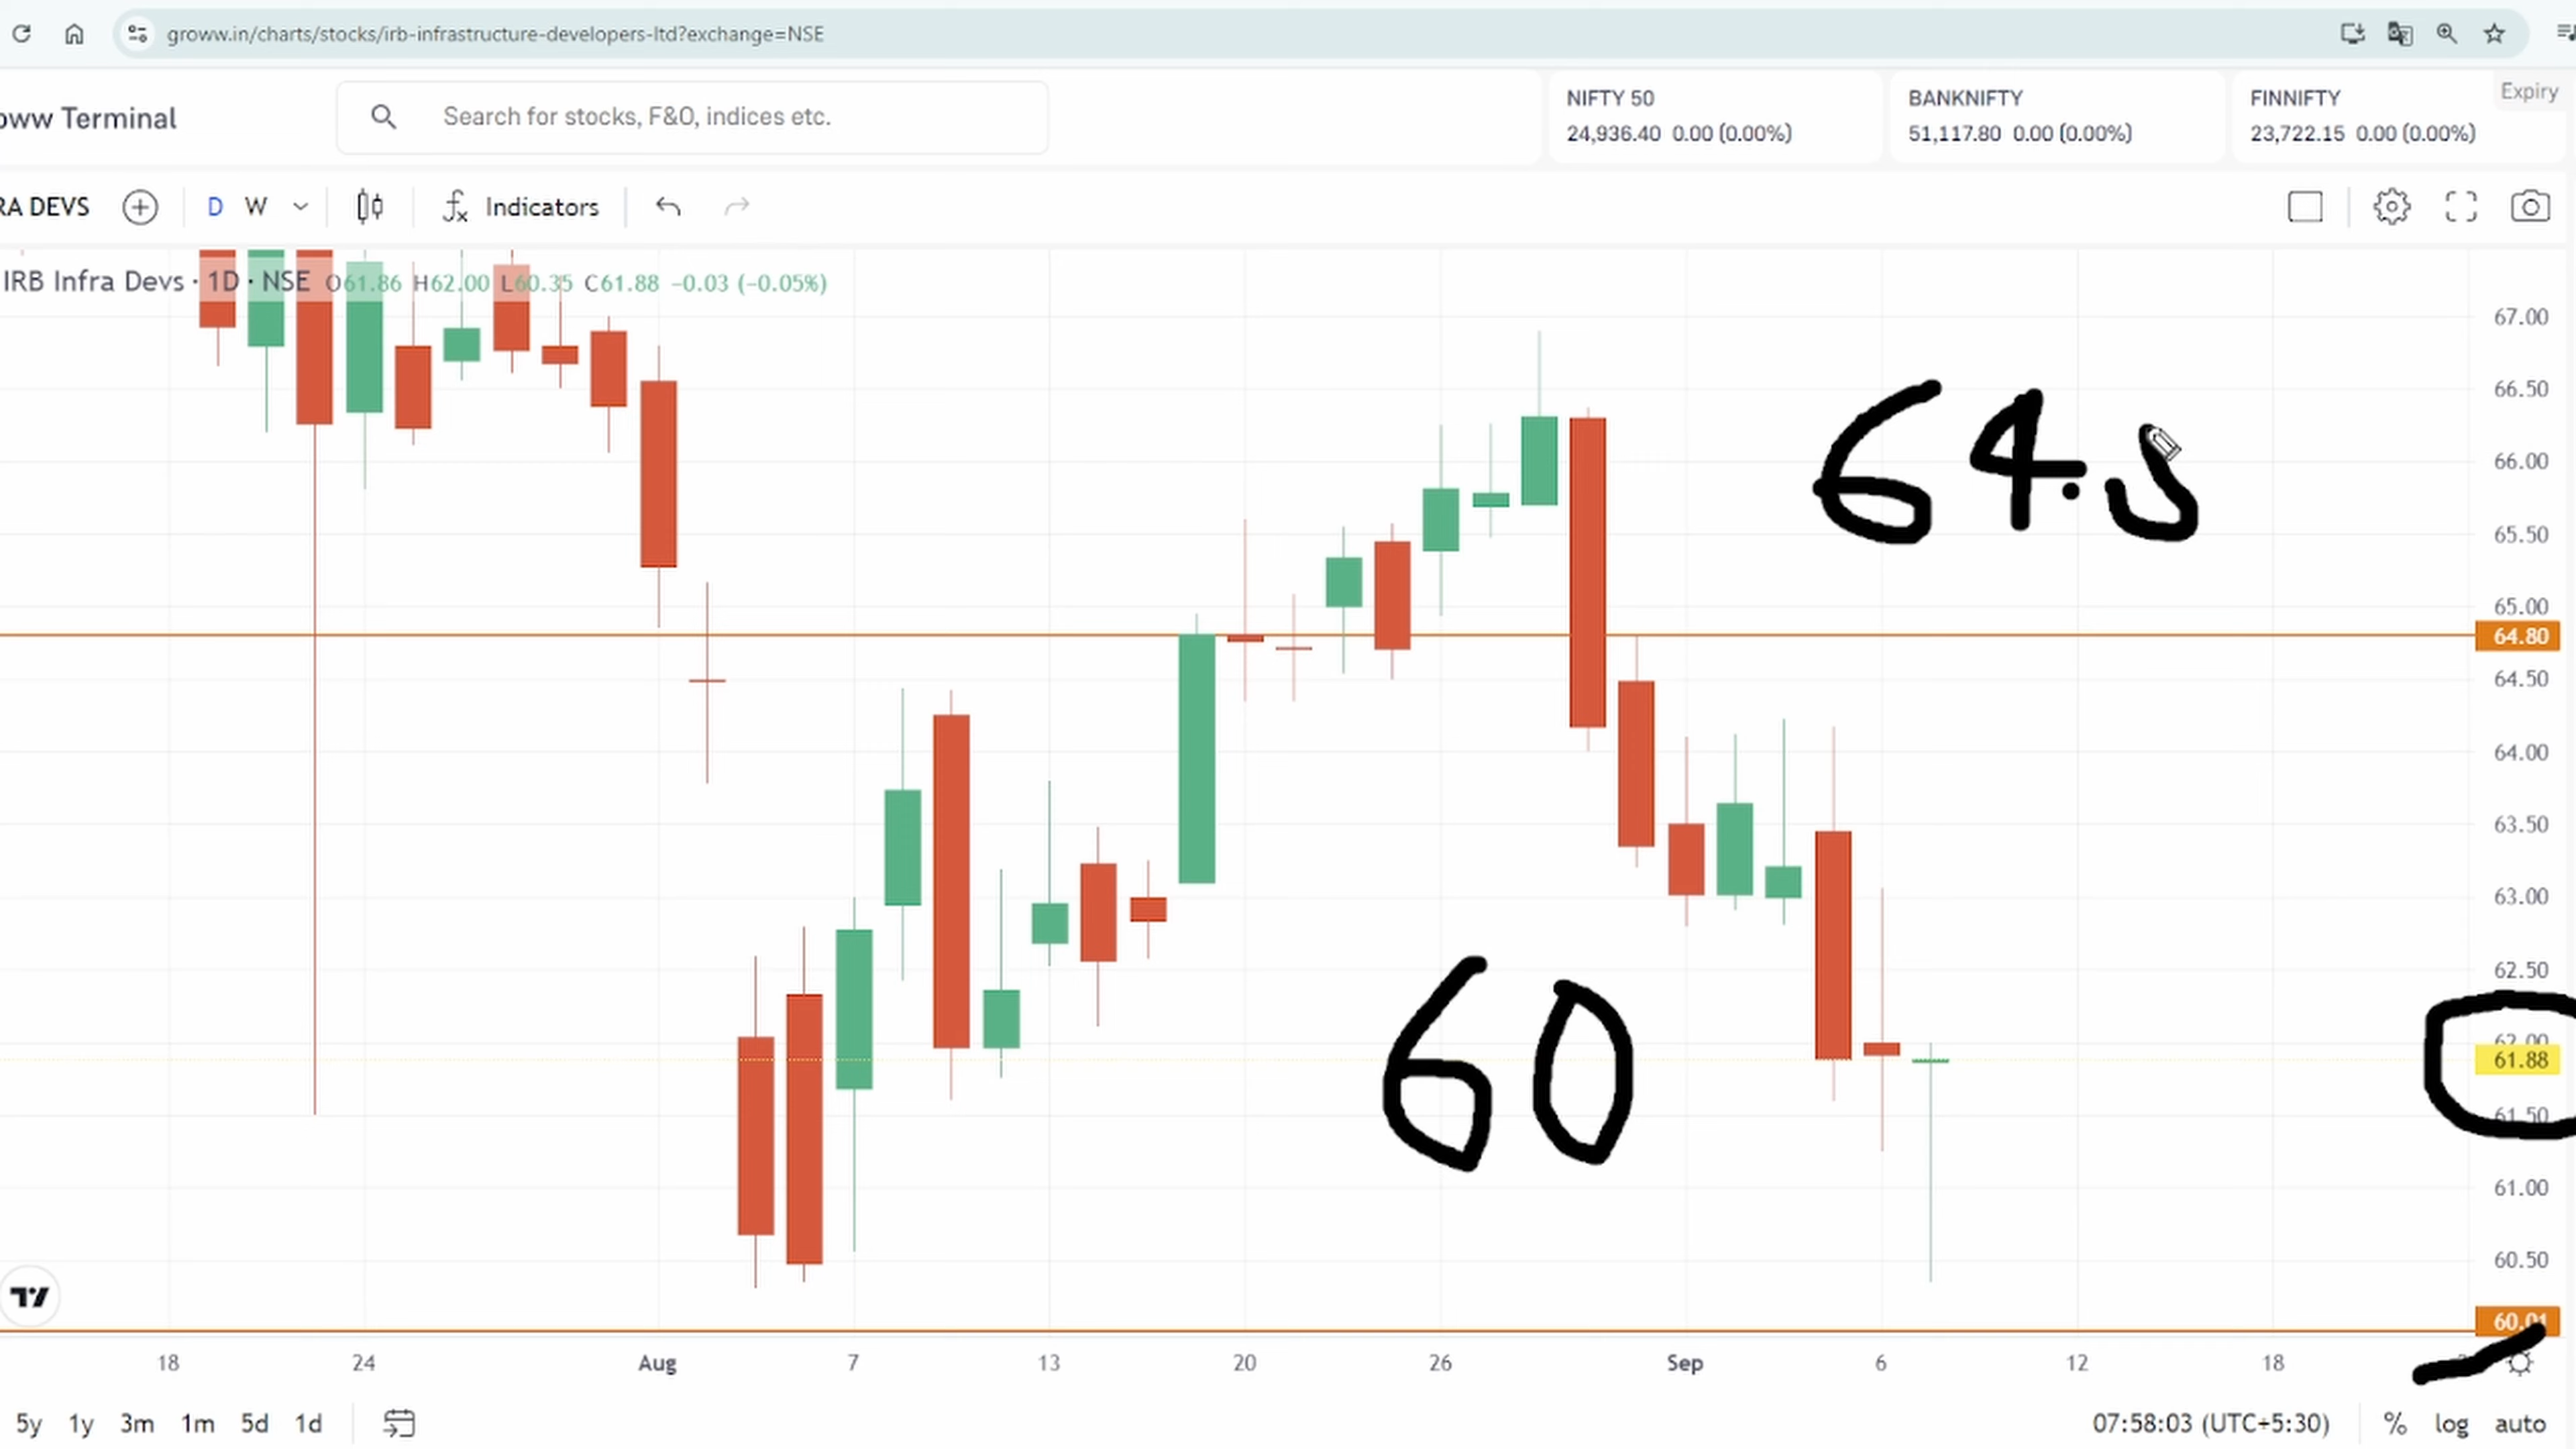 groww.in/charts/stocks/irb-infrastructure-developers-ltd?exchange=NSE
oww Terminal
Search for stocks, F&O, indices etc.
NIFTY 50
24,936.40 0.00 (0.00%)
BANKNIFTY
51,117.80 0.00 (0.00%)
FINNIFTY
23,722.15 0.00 (0.00%)
Expiry
RA DEVS
D W
Indicators
IRB Infra Devs · 1D · NSE O61.86 H62.00 L60.35 C61.88 −0.03 (−0.05%)
67.00
66.50
66.00
65.50
65.00
64.80
64.50
64.00
63.50
63.00
62.50
62.00
61.88
61.50
61.00
60.50
60.01
60
18 24 Aug 7 13 20 26 Sep 6 12 18
5y 1y 3m 1m 5d 1d
07:58:03 (UTC+5:30) % log auto